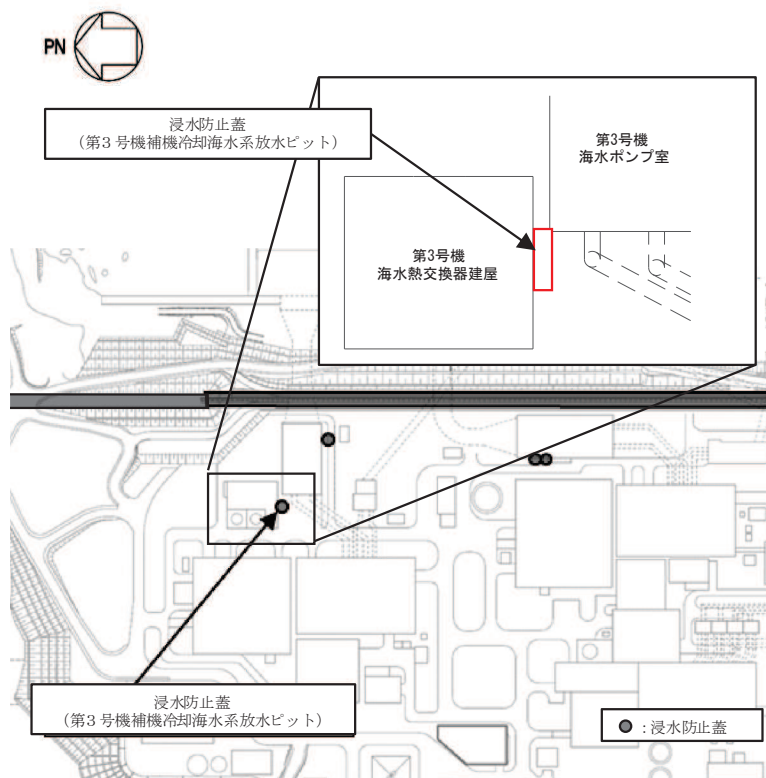 PN
浸水防止蓋
（第3号機補機冷却海水系放水ピット）
第3号機
海水ポンプ室
第3号機
海水熱交換器建屋
浸水防止蓋
（第3号機補機冷却海水系放水ピット）
：浸水防止蓋